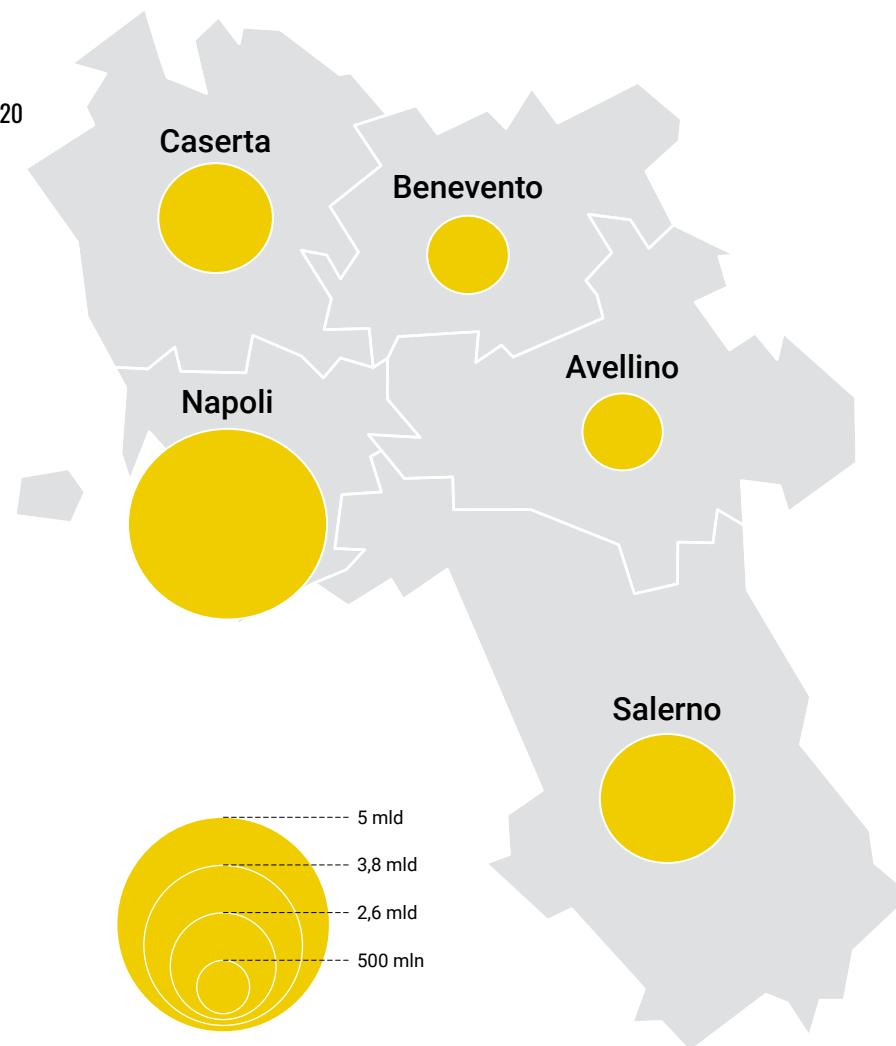 20
Caserta
Benevento
Avellino
Napoli
Salerno
5 mld
3,8 mld
2,6 mld
500 mln